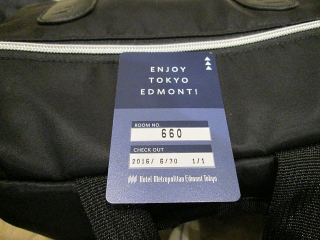 ENJOY
TOKYO
EDMONT!
ROOM NO.
660
CHECK OUT
2016/ 6/30 1/1
Hotel Metropolitan Edmont Tokyo